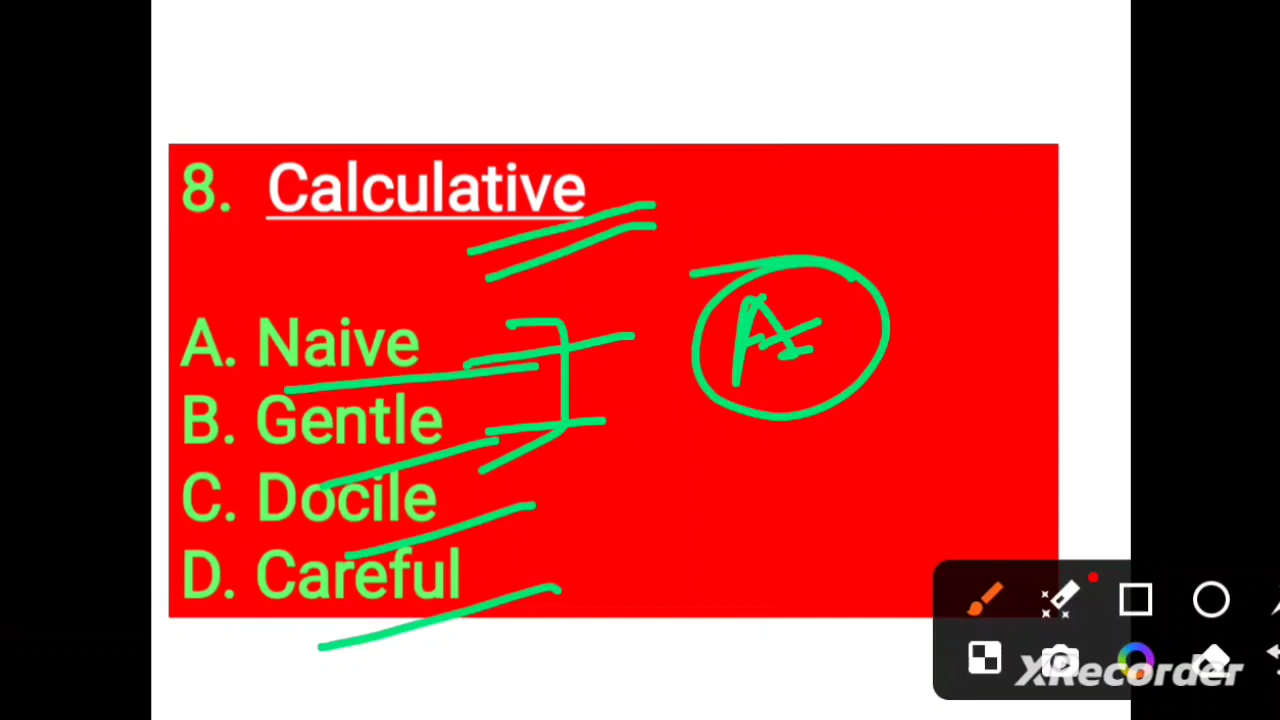 8. Calculative
A. Naive
B. Gentle
C. Docile
D. Careful
A
XRecorder